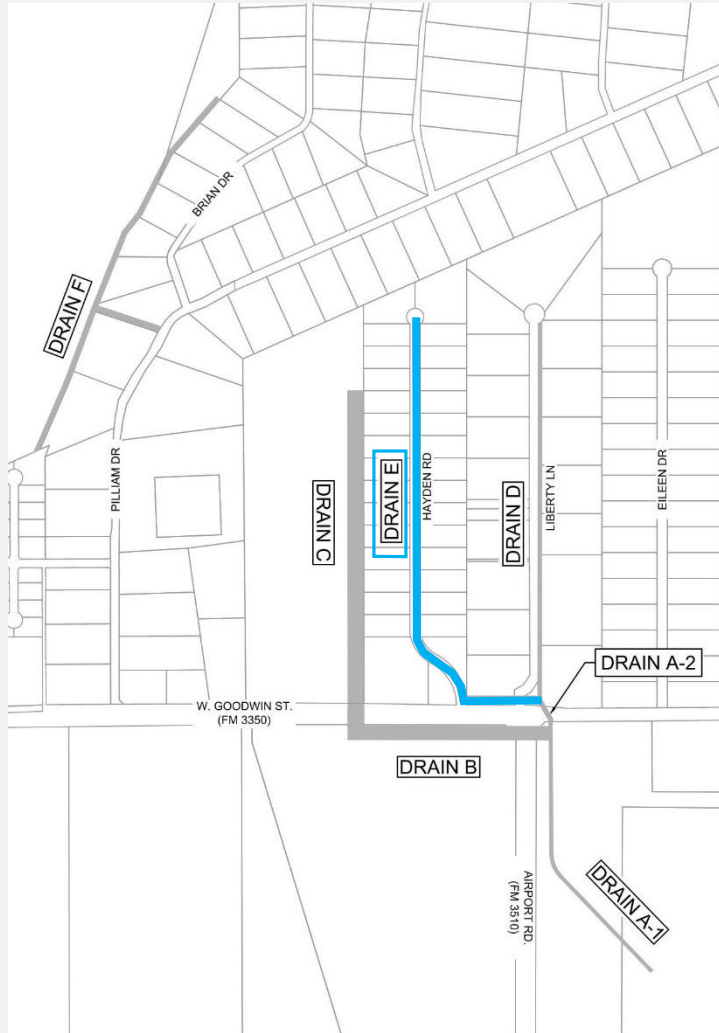 BRIAN DR
DRAIN F
PILLIAM DR
DRAIN C
DRAIN E
HAYDEN RD
DRAIN D
LIBERTY LN
EILEEN DR
DRAIN A-2
W. GOODWIN ST.
(FM 3350)
DRAIN B
AIRPORT RD.
(FM 3510)
DRAIN A-1